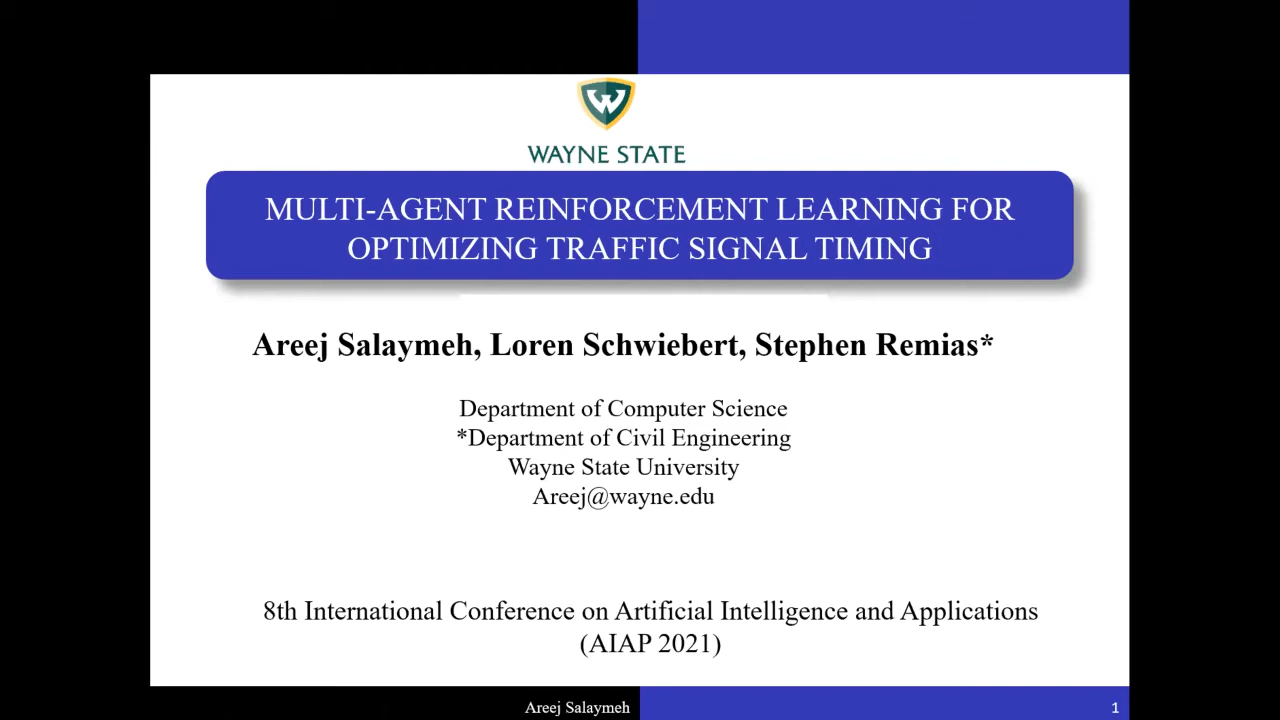 W
WAYNE STATE
MULTI-AGENT REINFORCEMENT LEARNING FOR
OPTIMIZING TRAFFIC SIGNAL TIMING
Areej Salaymeh, Loren Schwiebert, Stephen Remias*
Department of Computer Science
*Department of Civil Engineering
Wayne State University
Areej@wayne.edu
8th International Conference on Artificial Intelligence and Applications
(AIAP 2021)
Areej Salaymeh
1